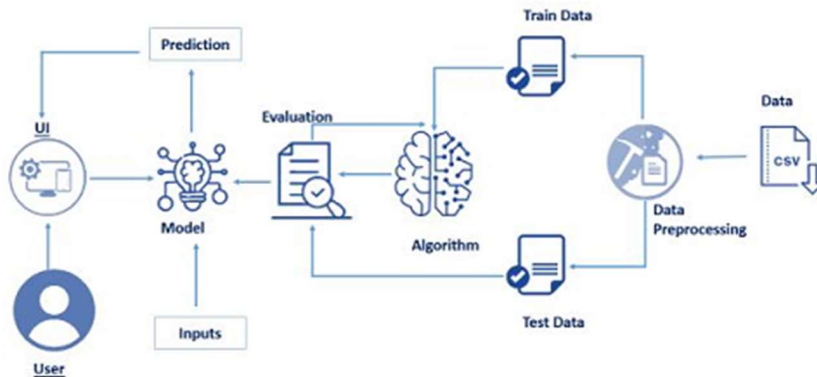 Train Data
Prediction
Data
UI
Evaluation
CSV
Model
Algorithm
Data
Preprocessing
Inputs
Test Data
User